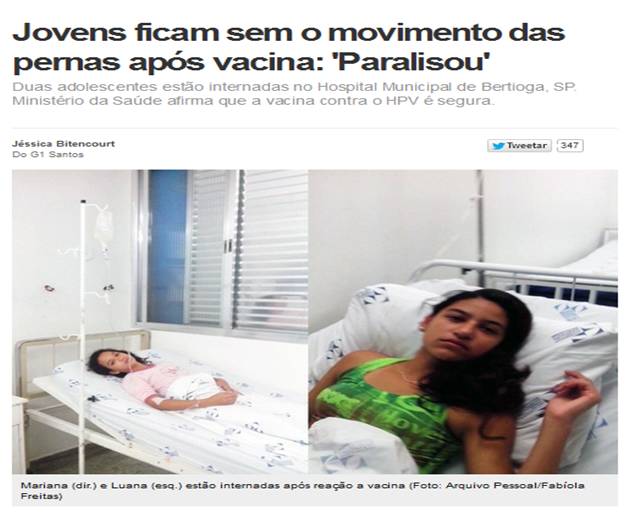 Jovens ficam sem o movimento das
pernas após vacina: 'Paralisou'
Duas adolescentes estão internadas no Hospital Municipal de Bertioga, SP.
Ministério da Saúde afirma que a vacina contra o HPV é segura.
Jéssica Bitencourt
Do G1 Santos
Tweetar 347
Mariana (dir.) e Luana (esq.) estão internadas após reação a vacina (Foto: Arquivo Pessoal/Fabíola
Freitas)